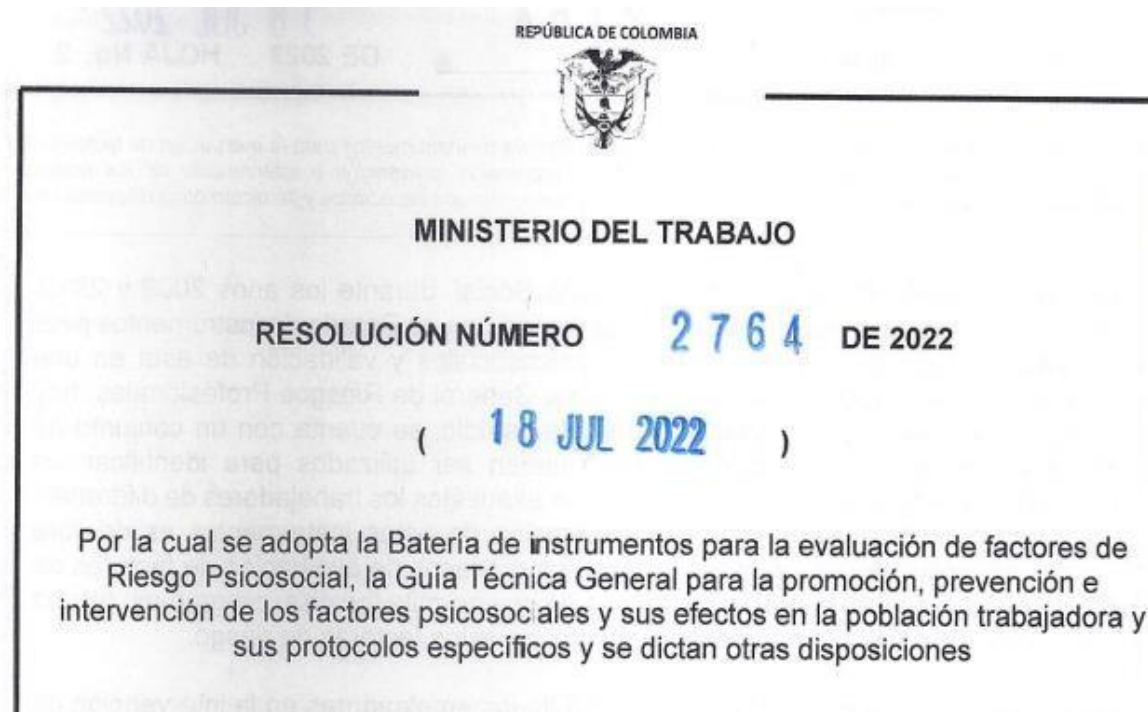 REPÚBLICA DE COLOMBIA
MINISTERIO DEL TRABAJO
RESOLUCIÓN NÚMERO 2764 DE 2022
( 18 JUL 2022 )
Por la cual se adopta la Batería de instrumentos para la evaluación de factores de
Riesgo Psicosocial, la Guía Técnica General para la promoción, prevención e
intervención de los factores psicosociales y sus efectos en la población trabajadora y
sus protocolos específicos y se dictan otras disposiciones